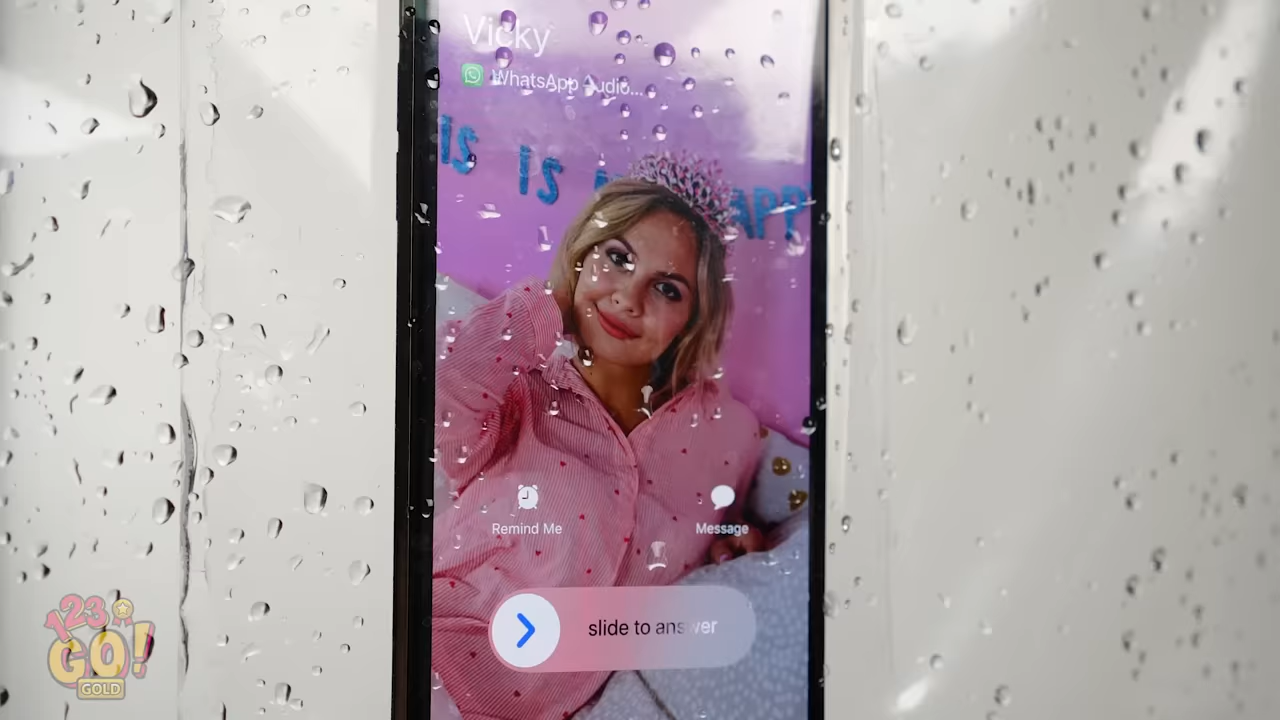 Vicky
WhatsApp Audio...
Remind Me
Message
slide to answer
123
GO!
GOLD